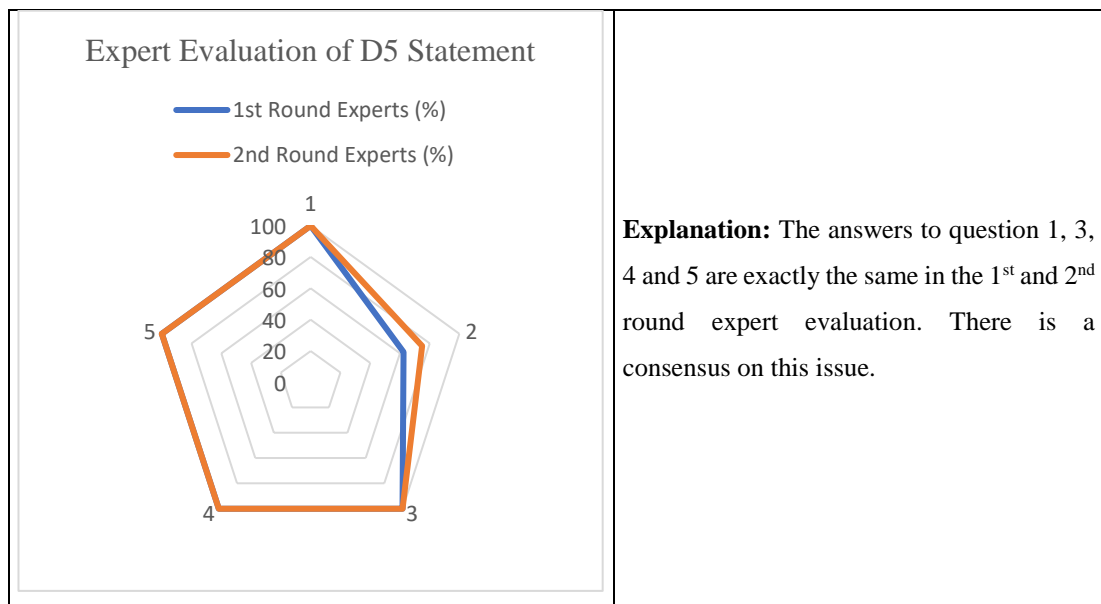 Expert Evaluation of D5 Statement
1st Round Experts (%)
2nd Round Experts (%)
1
100
80
60
40
20
0
2
3
4
5
Explanation: The answers to question 1, 3,
4 and 5 are exactly the same in the 1st and 2nd
round expert evaluation. There is a
consensus on this issue.